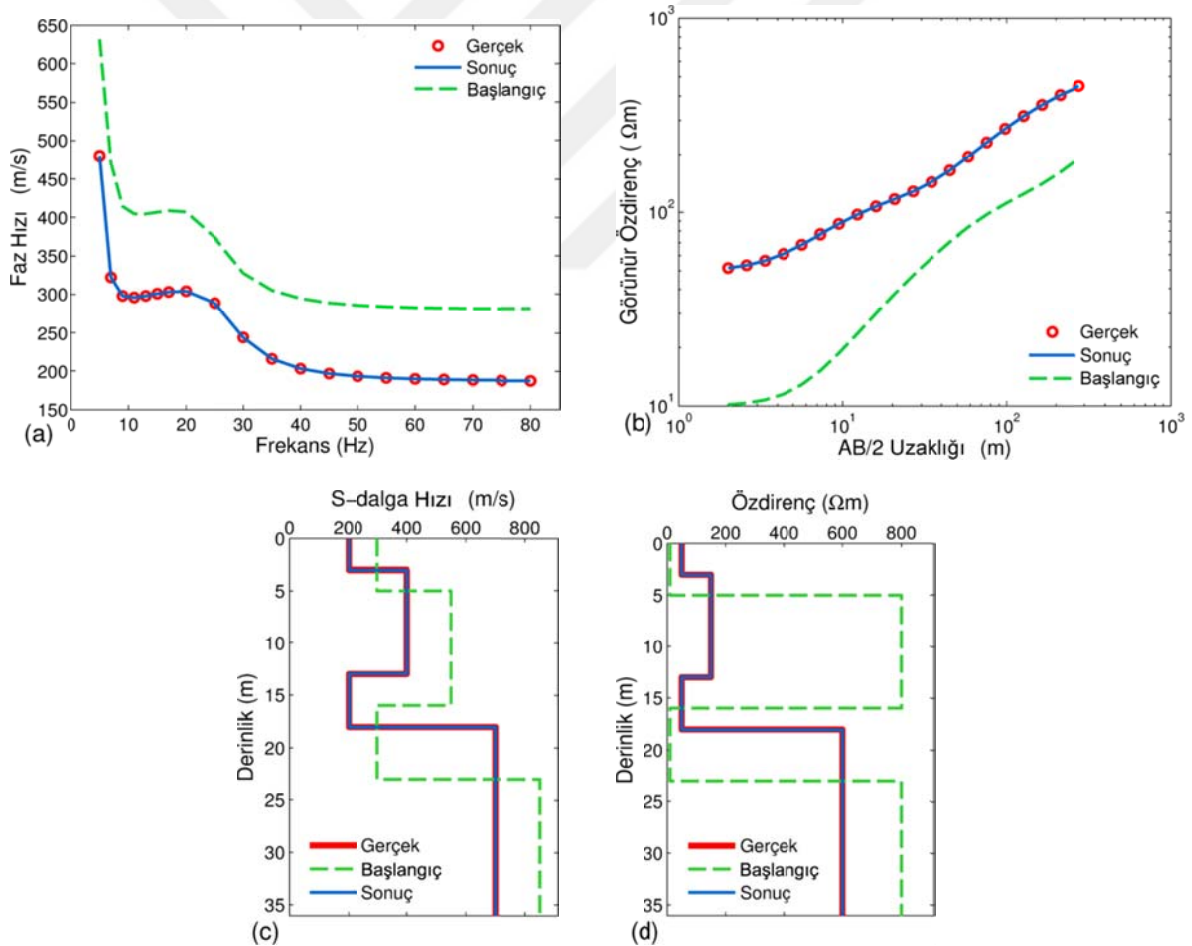 650
600
550
500
450
400
350
300
250
200
150
Faz Hızı (m/s)
Gerçek
Sonuç
Başlangıç
0 10 20 30 40 50 60 70 80
(a)
Frekans (Hz)
10³
10²
10¹
Görünür Özdirenç ( Ωm)
Gerçek
Sonuç
Başlangıç
10⁰ 10¹ 10² 10³
(b)
AB/2 Uzaklığı (m)
S–dalga Hızı (m/s)
0 200 400 600 800
0
5
10
15
20
25
30
35
Derinlik (m)
Gerçek
Başlangıç
Sonuç
(c)
Özdirenç (Ωm)
0 200 400 600 800
0
5
10
15
20
25
30
35
Derinlik (m)
Gerçek
Başlangıç
Sonuç
(d)